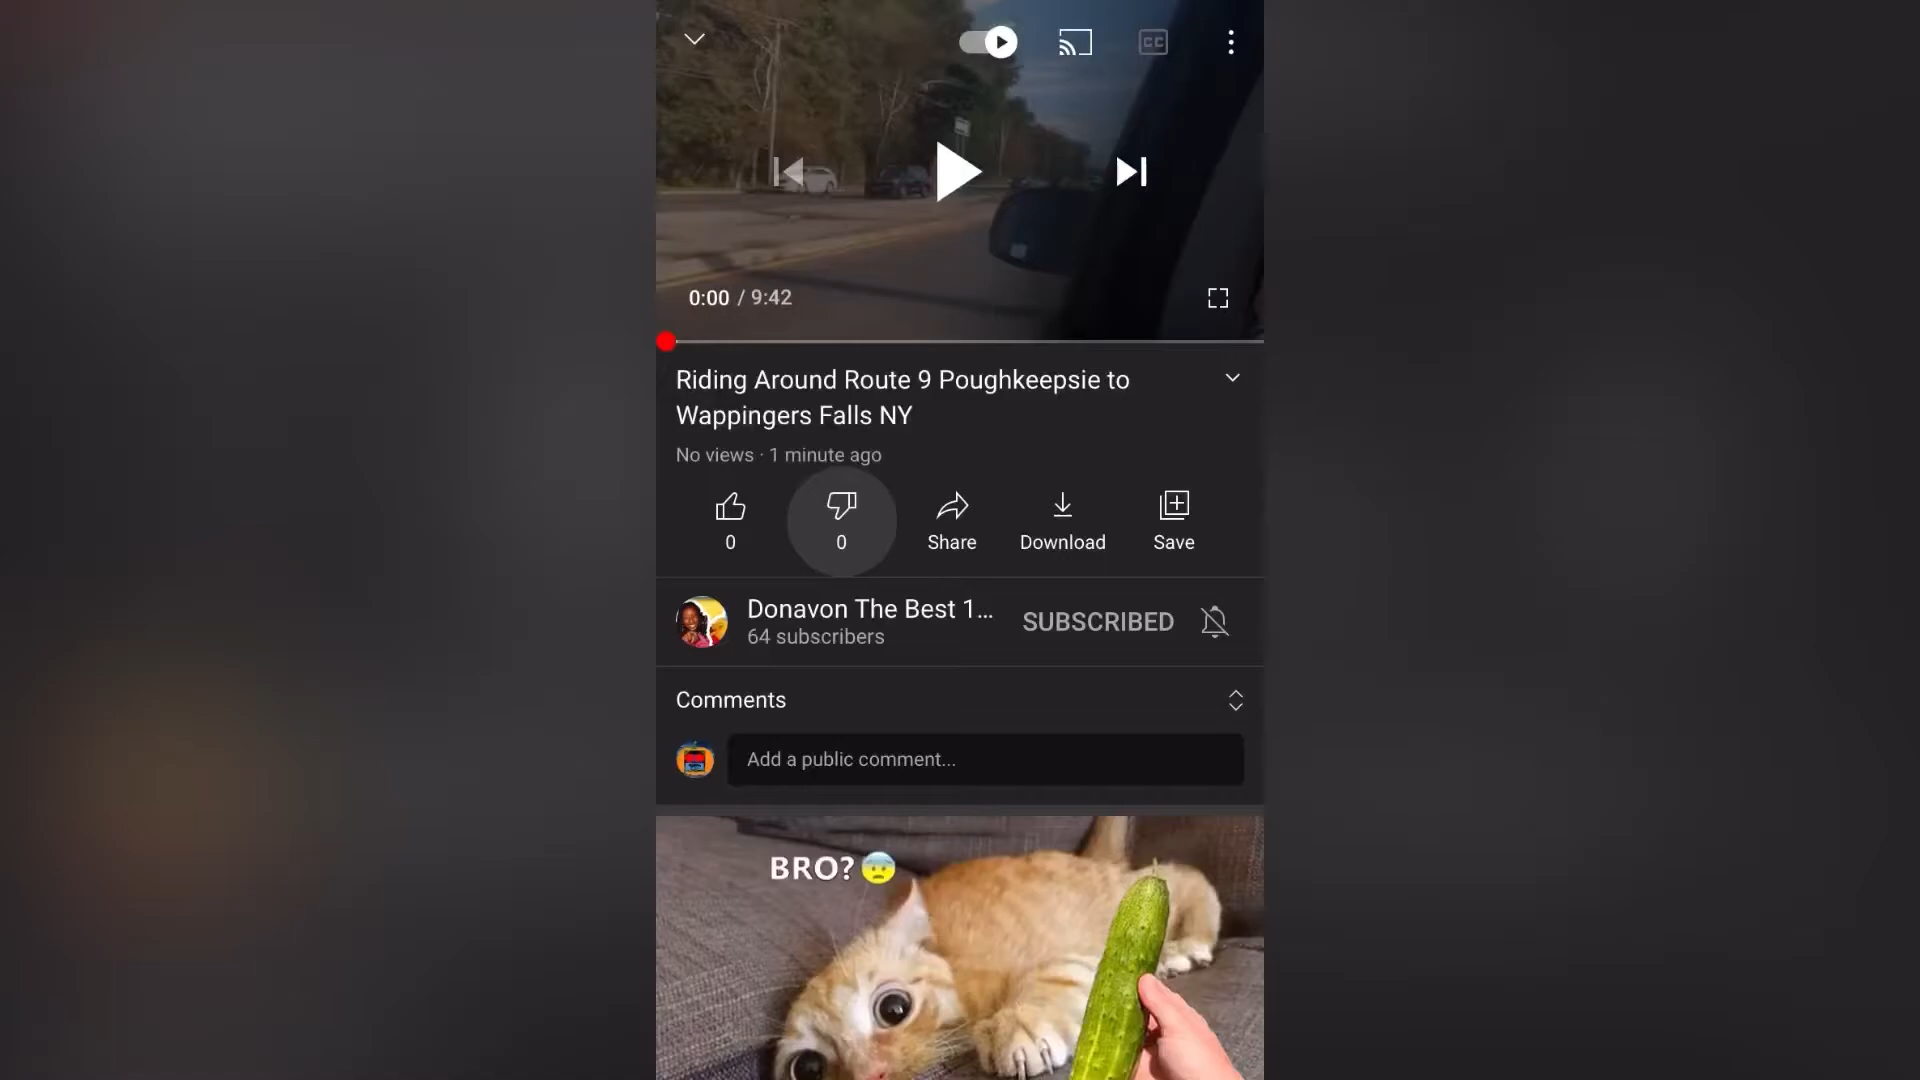 CC
0:00 / 9:42
Riding Around Route 9 Poughkeepsie to
Wappingers Falls NY
No views · 1 minute ago
0
0
Share
Download
Save
Donavon The Best 1...
SUBSCRIBED
64 subscribers
Comments
Add a public comment...
BRO?😰